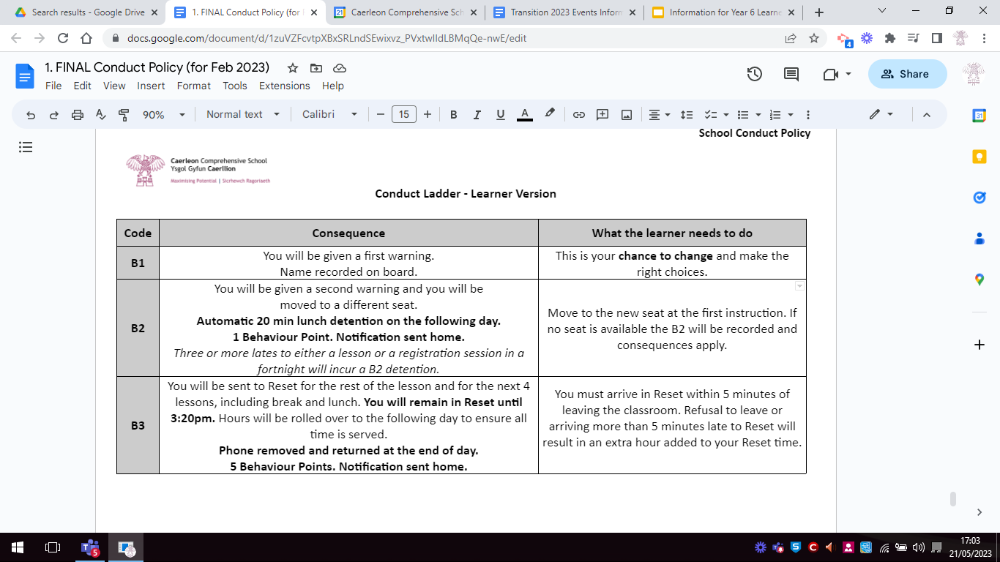 Search results - Google Drive
1. FINAL Conduct Policy (for F
Caerleon Comprehensive Sch
Transition 2023 Events Inform
Information for Year 6 Learne
docs.google.com/document/d/1zuVZFcvtpXBxSRLndSEwixvz_PVxtwlIdLBMqQe-nwE/edit
4
1. FINAL Conduct Policy (for Feb 2023)
File Edit View Insert Format Tools Extensions Help
Share
90% Normal text Calibri 15 B I U A
31
School Conduct Policy
Caerleon Comprehensive School
Ysgol Gyfun Caerllion
Maximising Potential | Sicrhewch Ragoriaeth
Conduct Ladder - Learner Version
Code Consequence What the learner needs to do
B1
You will be given a first warning.
Name recorded on board.
This is your chance to change and make the
right choices.
B2
You will be given a second warning and you will be
moved to a different seat.
Automatic 20 min lunch detention on the following day.
1 Behaviour Point. Notification sent home.
Three or more lates to either a lesson or a registration session in a
fortnight will incur a B2 detention.
Move to the new seat at the first instruction. If
no seat is available the B2 will be recorded and
consequences apply.
B3
You will be sent to Reset for the rest of the lesson and for the next 4
lessons, including break and lunch. You will remain in Reset until
3:20pm. Hours will be rolled over to the following day to ensure all
time is served.
Phone removed and returned at the end of day.
5 Behaviour Points. Notification sent home.
You must arrive in Reset within 5 minutes of
leaving the classroom. Refusal to leave or
arriving more than 5 minutes late to Reset will
result in an extra hour added to your Reset time.
17:03
21/05/2023